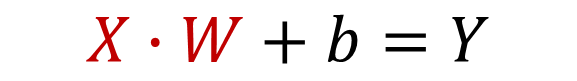 X · W + b = Y